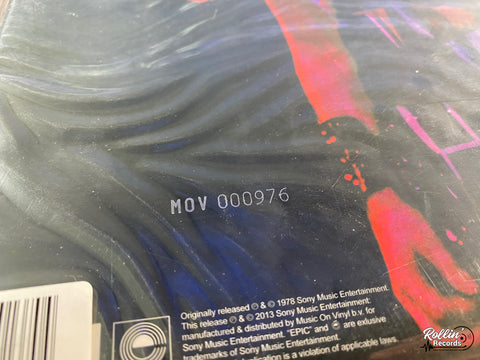 MOV 000976
Originally released ℗ & © 1978 Sony Music Entertainment.
This release ℗ & © 2013 Sony Music Entertainment.
manufactured & distributed by Music On Vinyl b.v. for
Sony Music Entertainment. "EPIC" and are exlusive
trademarks of Sony Music Entertainment.
is a violation of applicable laws.
Rollin'
Records